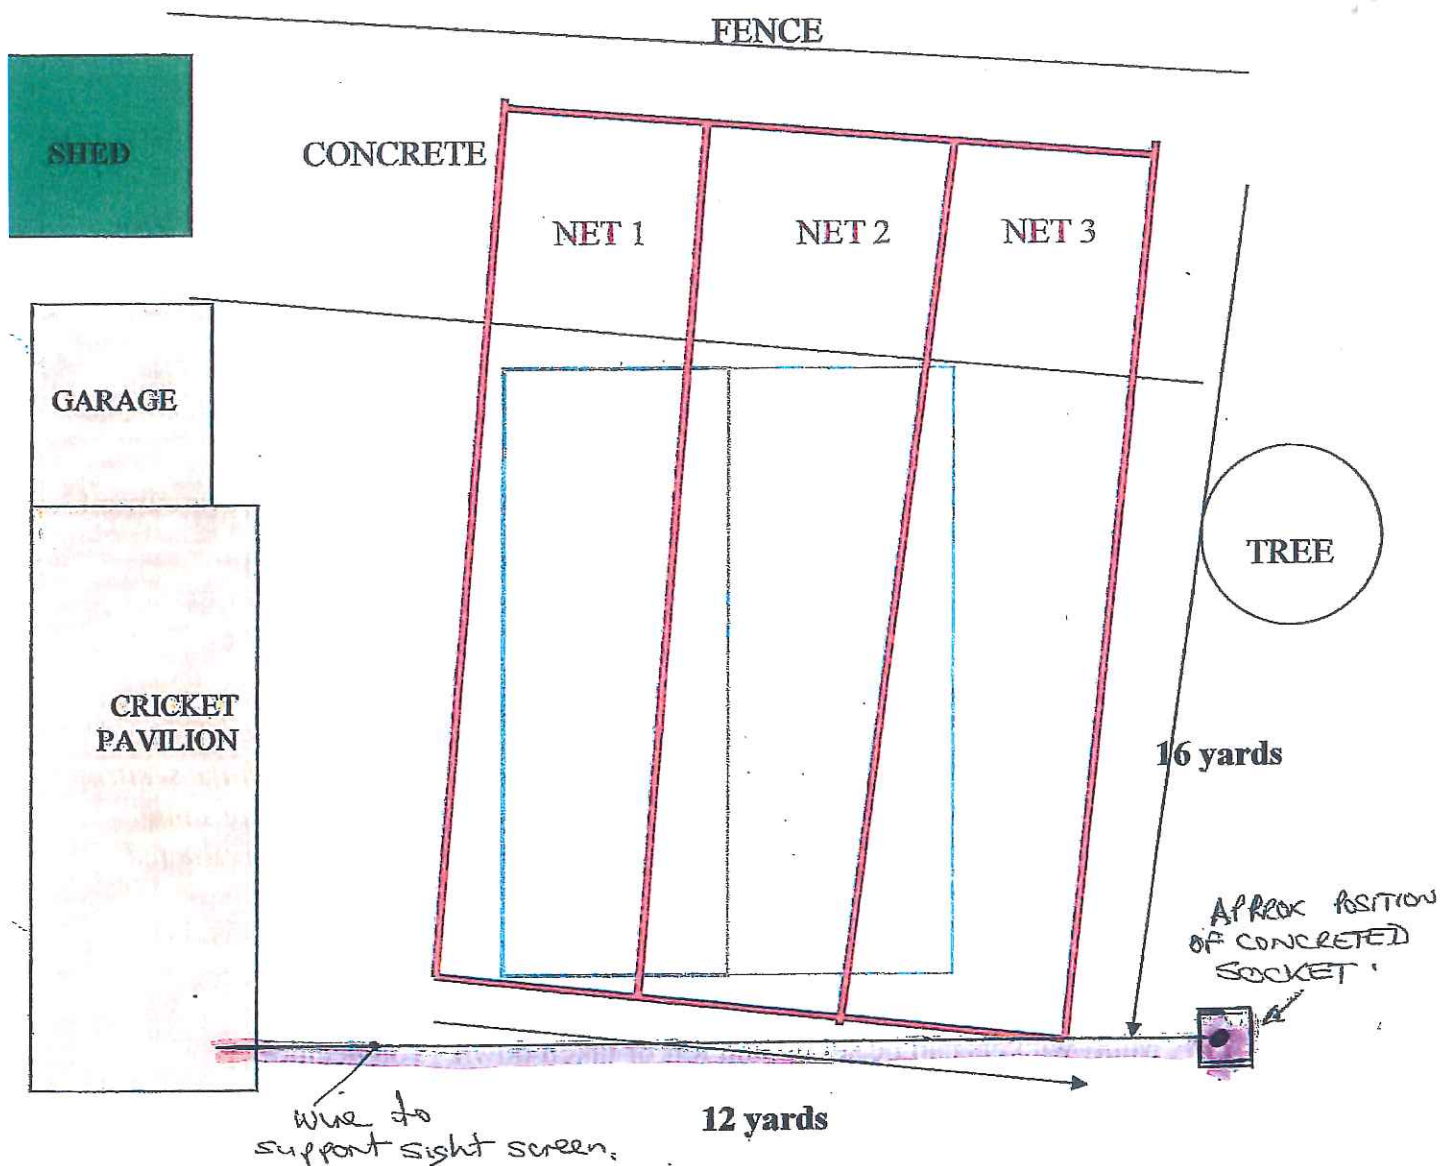 FENCE
SHED
CONCRETE
NET 1
NET 2
NET 3
GARAGE
TREE
CRICKET
PAVILION
16 yards
APPROX POSITION
OF CONCRETED
SOCKET.
wire to
support sight screen.
12 yards